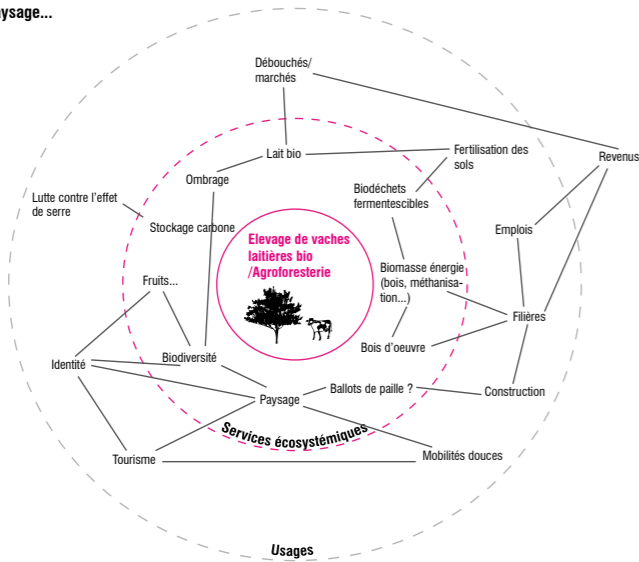 aysage...
Débouchés/
marchés
Lait bio
Fertilisation des
sols
Revenus
Ombrage
Biodéchets
fermentescibles
Lutte contre l'effet
de serre
Stockage carbone
Elevage de vaches
laitières bio
/Agroforesterie
Emplois
Biomasse énergie
(bois, méthanisa-
tion...)
Fruits...
Filières
Bois d'oeuvre
Identité
Biodiversité
Ballots de paille ?
Construction
Paysage
Services écosystémiques
Tourisme
Mobilités douces
Usages